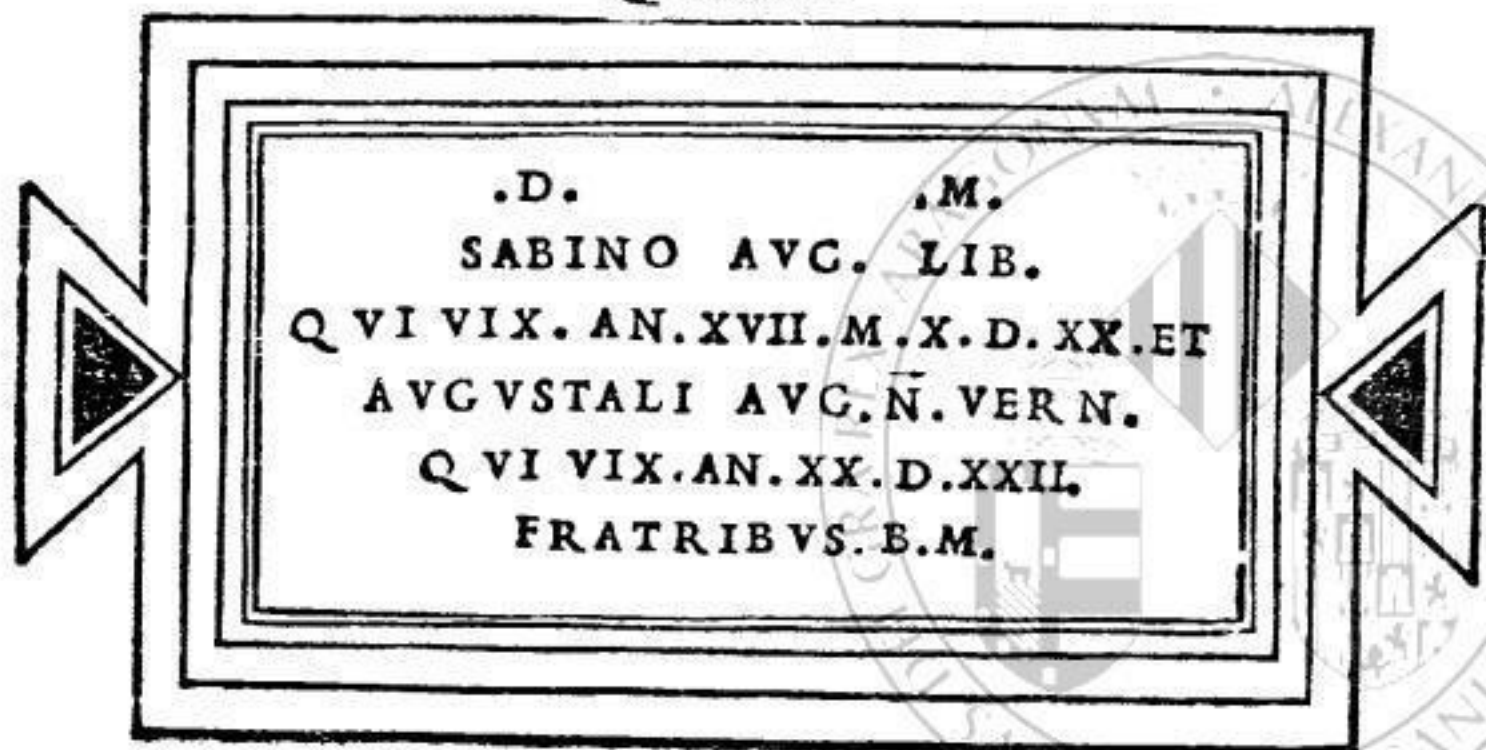 .D. .M.
SABINO AVG. LIB.
QVI VIX. AN. XVII. M. X. D. XX. ET
AVGVSTALI AVG. N̄. VERN.
QVI VIX. AN. XX. D. XXII.
FRATRIBVS. B. M.